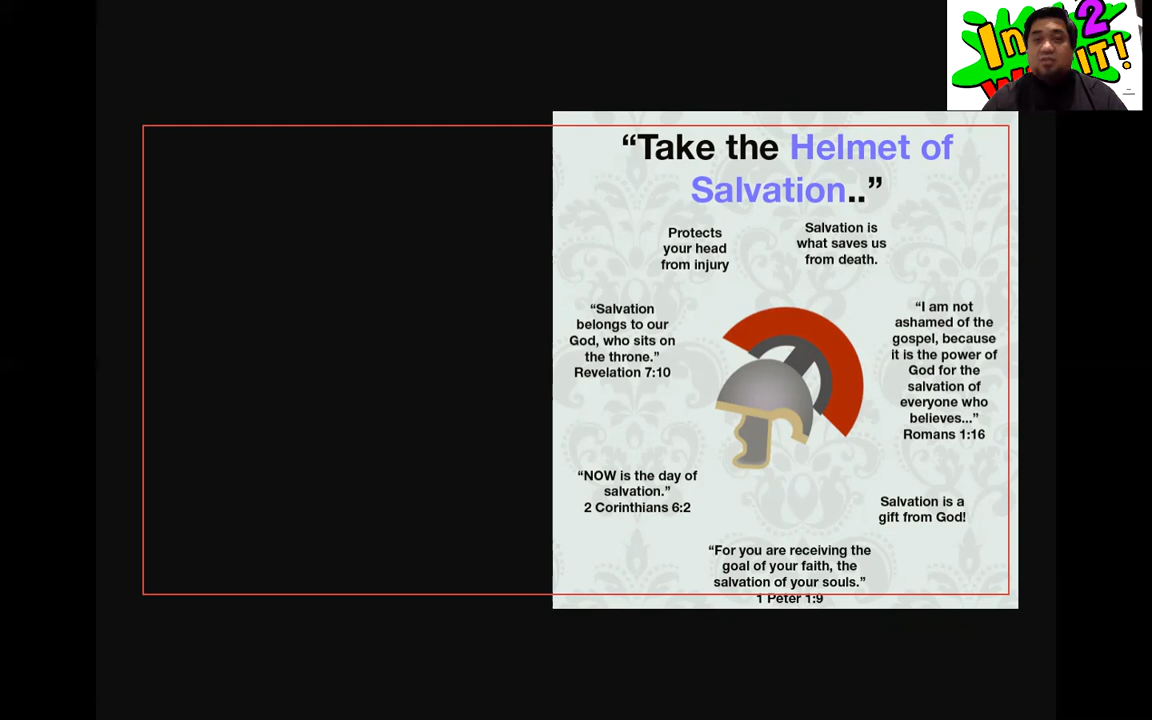 “Take the Helmet of
Salvation..”
Protects
your head
from injury
Salvation is
what saves us
from death.
“Salvation
belongs to our
God, who sits on
the throne.”
Revelation 7:10
“I am not
ashamed of the
gospel, because
it is the power of
God for the
salvation of
everyone who
believes...”
Romans 1:16
“NOW is the day of
salvation.”
2 Corinthians 6:2
Salvation is a
gift from God!
“For you are receiving the
goal of your faith, the
salvation of your souls.”
1 Peter 1:9
In 2
IT!